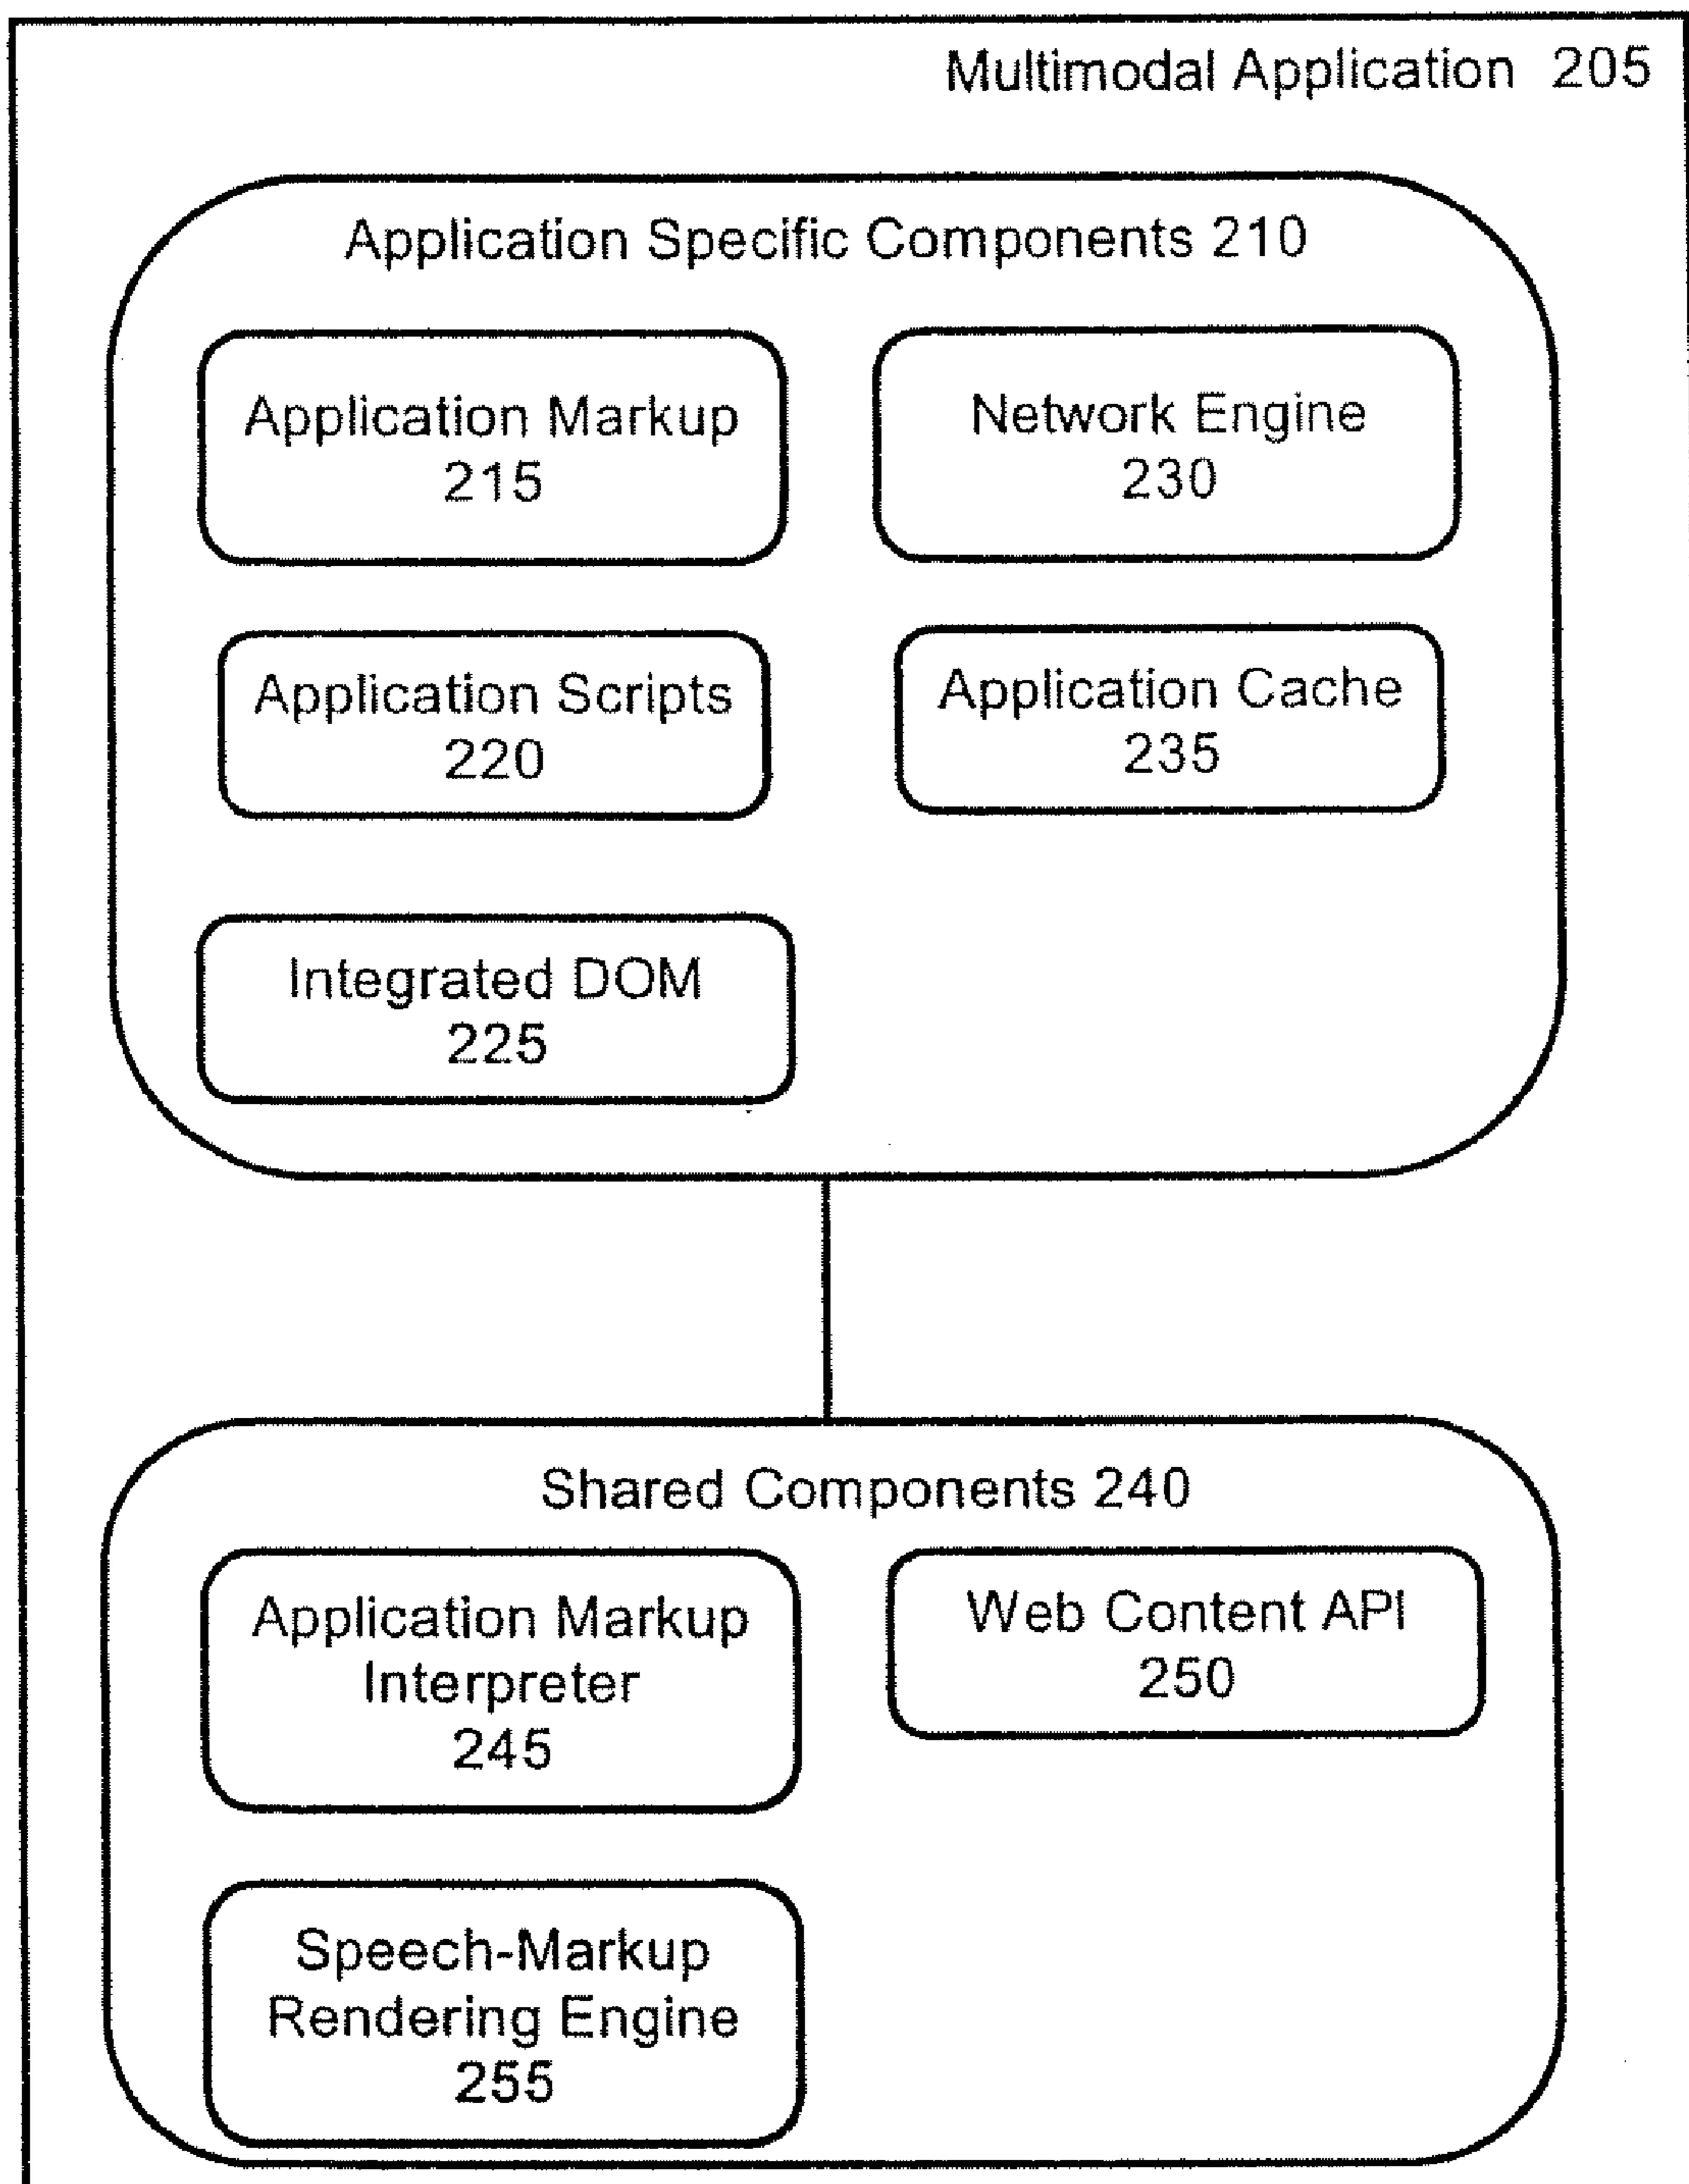 Multimodal Application 205
Application Specific Components 210
Application Markup
215
Network Engine
230
Application Scripts
220
Application Cache
235
Integrated DOM
225
Shared Components 240
Application Markup
Interpreter
245
Web Content API
250
Speech-Markup
Rendering Engine
255